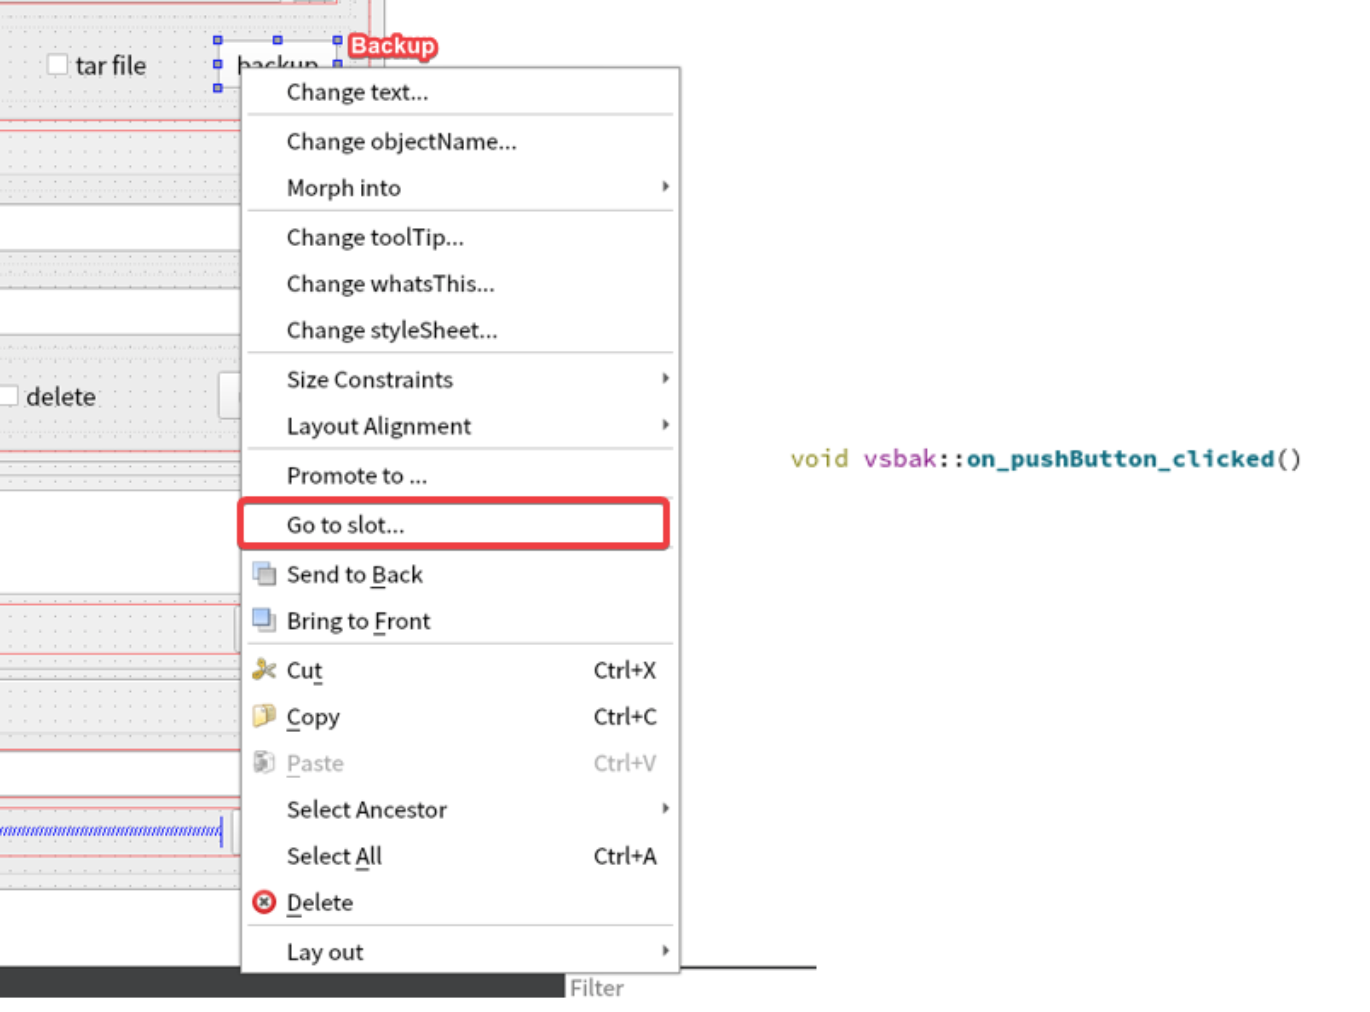 Backup
tar file
backup
Change text...
Change objectName...
Morph into
Change toolTip...
Change whatsThis...
Change styleSheet...
Size Constraints
delete
Layout Alignment
void vsbak::on_pushButton_clicked()
Promote to ...
Go to slot...
Send to Back
Bring to Front
Cut Ctrl+X
Copy Ctrl+C
Paste Ctrl+V
Select Ancestor
Select All Ctrl+A
Delete
Lay out
Filter